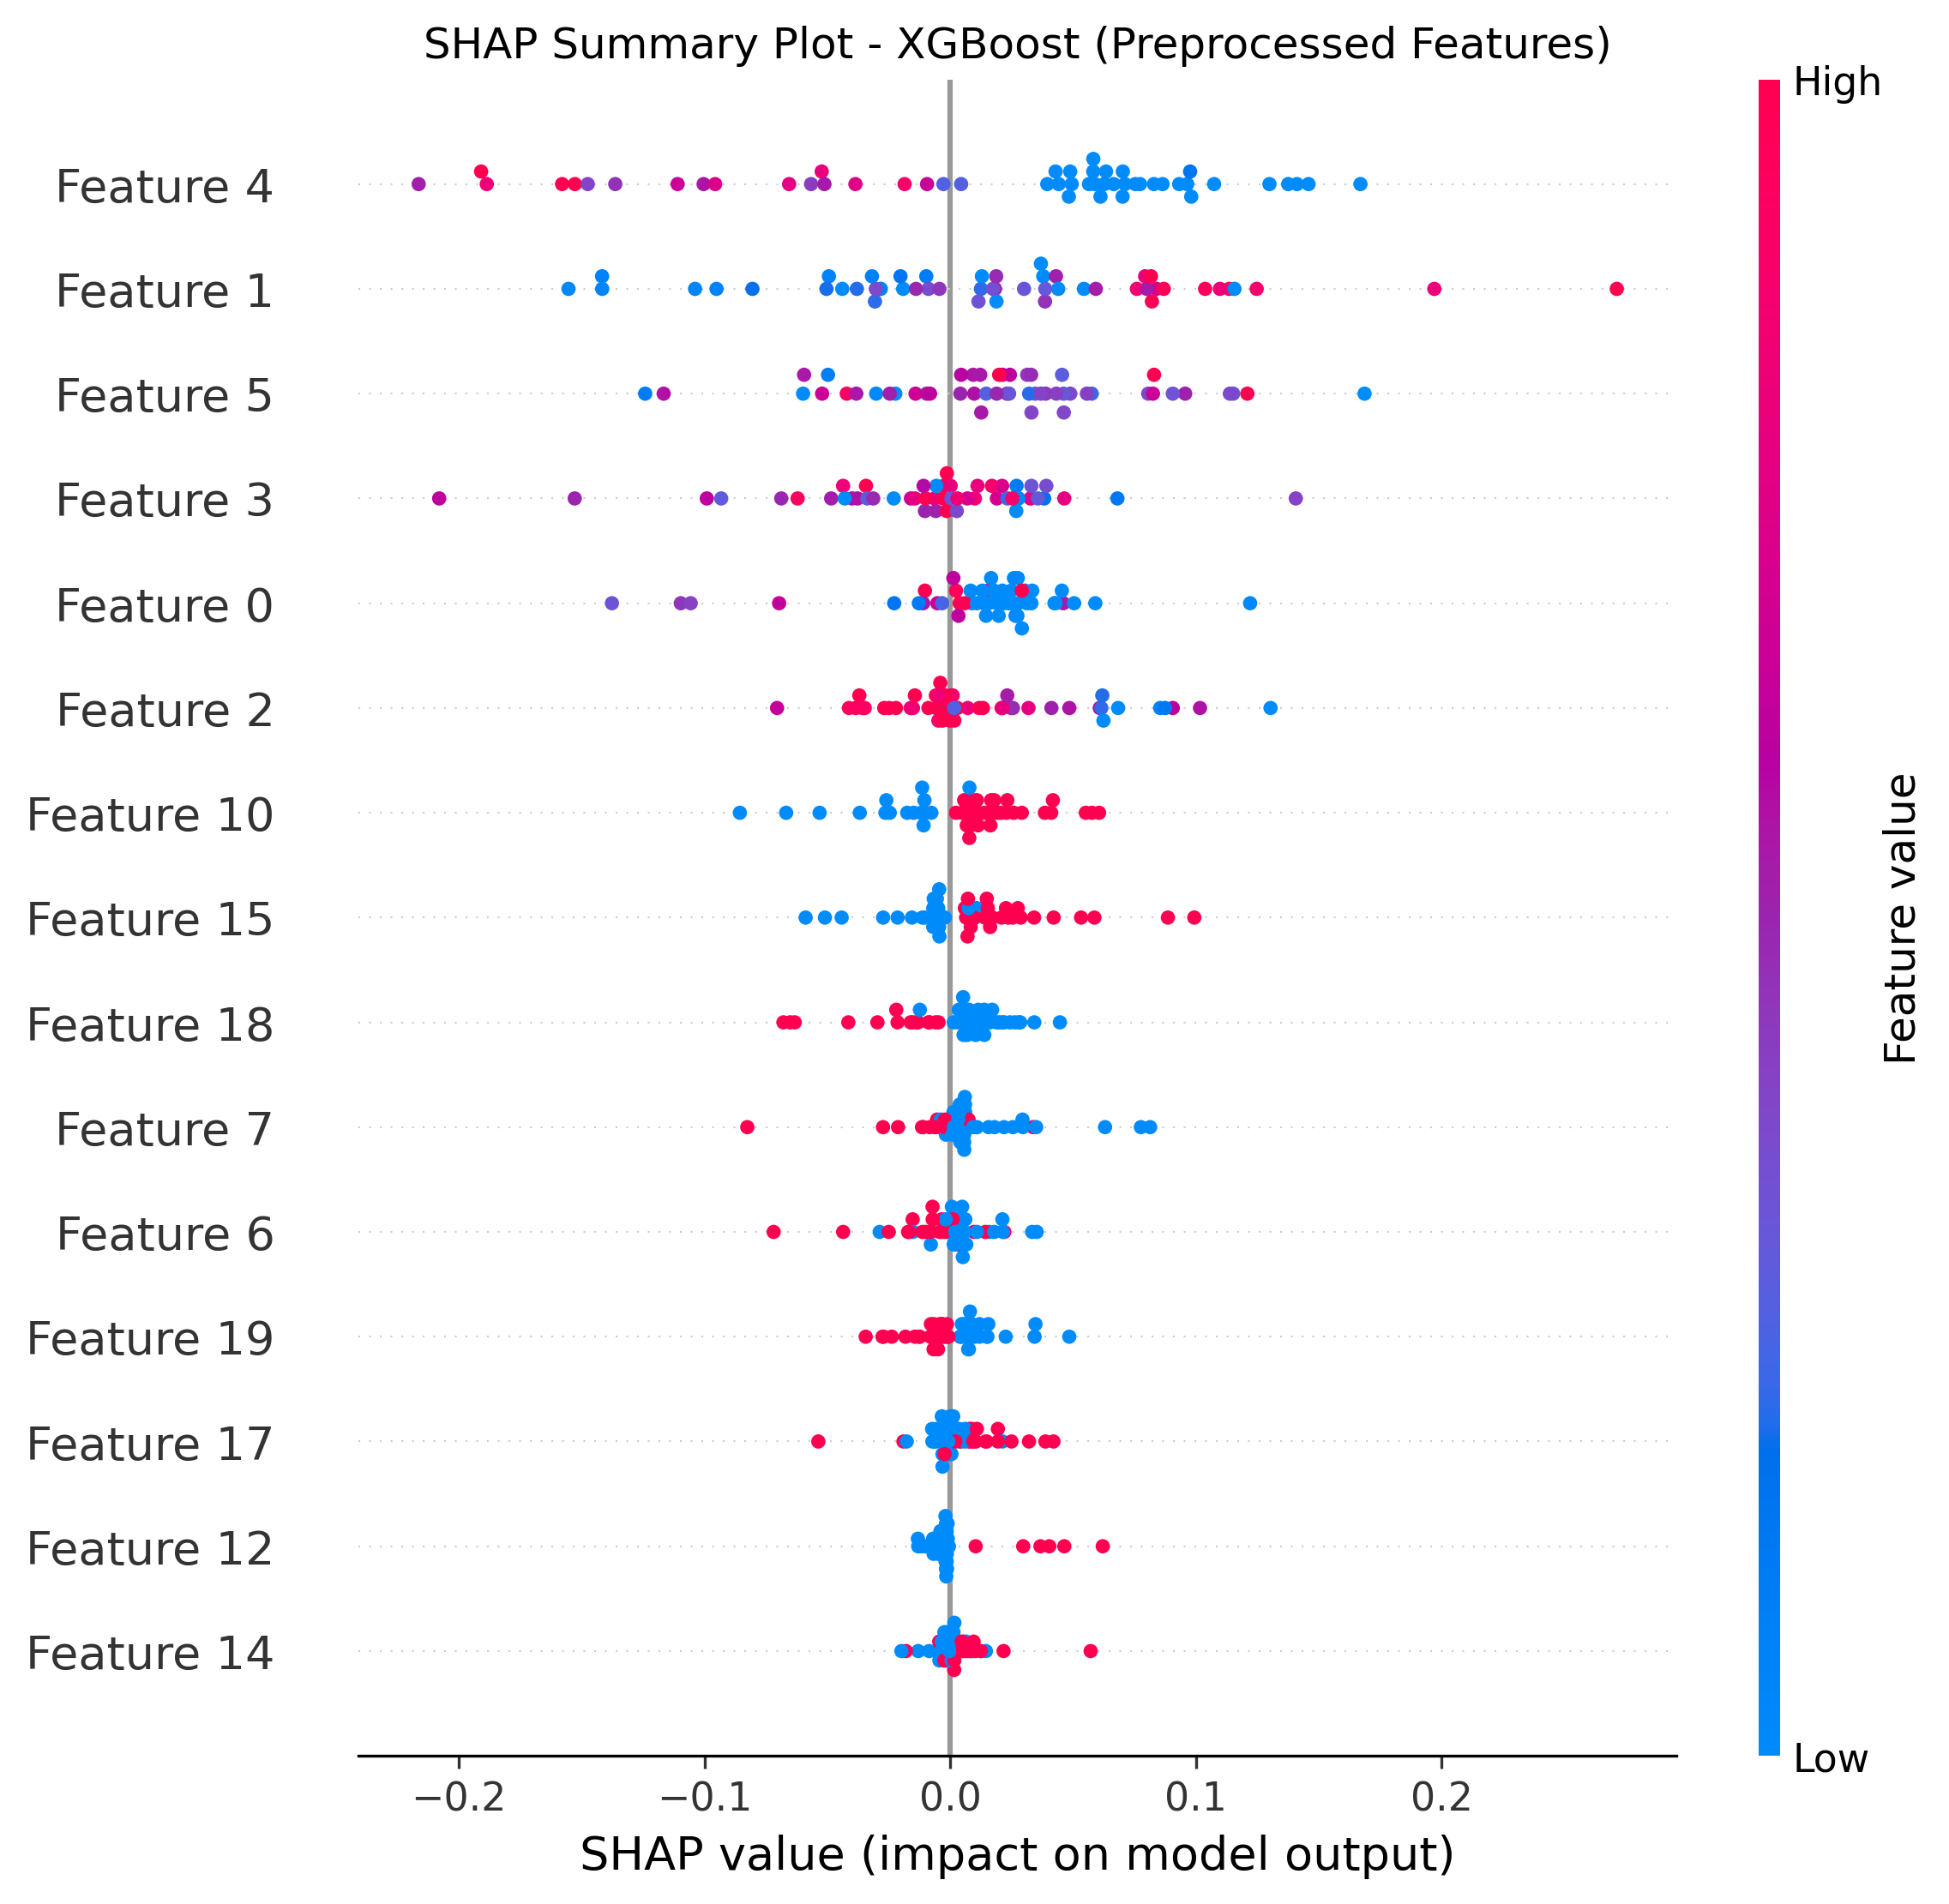 SHAP Summary Plot - XGBoost (Preprocessed Features)
High
Feature 4
Feature 1
Feature 5
Feature 3
Feature 0
Feature 2
Feature 10
Feature 15
Feature 18
Feature 7
Feature 6
Feature 19
Feature 17
Feature 12
Feature 14
Feature value
Low
−0.2
−0.1
0.0
0.1
0.2
SHAP value (impact on model output)